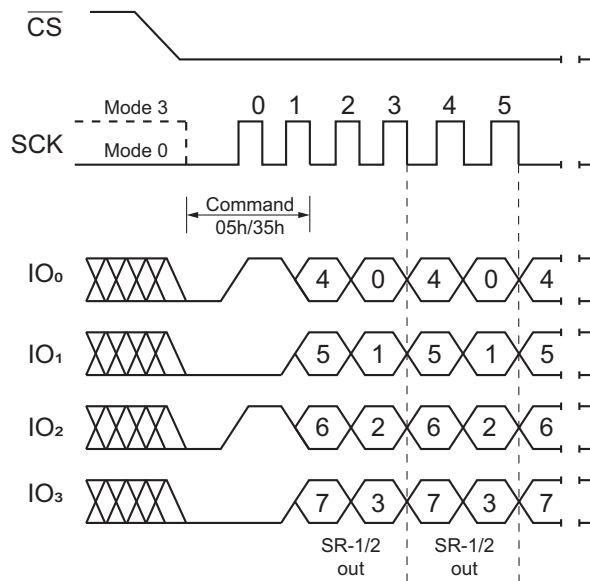 CS
0 1 2 3 4 5
Mode 3
SCK
Mode 0
Command
05h/35h
IO₀ 4 0 4 0 4
IO₁ 5 1 5 1 5
IO₂ 6 2 6 2 6
IO₃ 7 3 7 3 7
SR-1/2 SR-1/2
out out